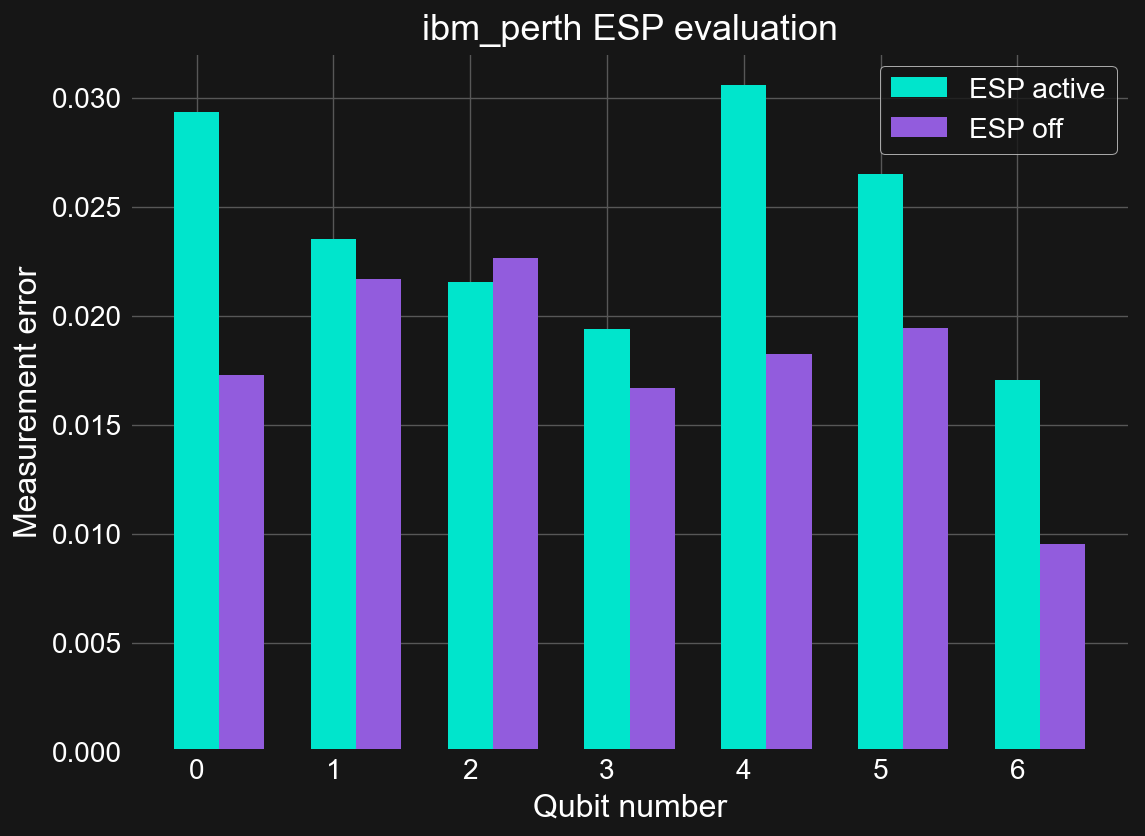 ibm_perth ESP evaluation
ESP active
ESP off
Measurement error
0.030
0.025
0.020
0.015
0.010
0.005
0.000
0 1 2 3 4 5 6
Qubit number